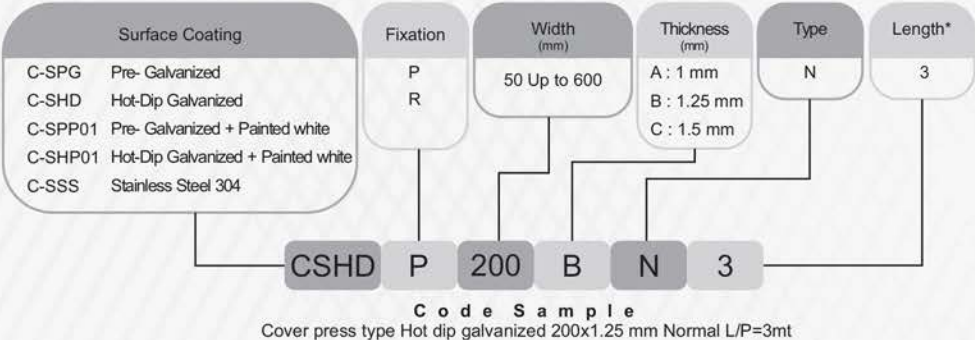 Surface Coating
C-SPG Pre- Galvanized
C-SHD Hot-Dip Galvanized
C-SPP01 Pre- Galvanized + Painted white
C-SHP01 Hot-Dip Galvanized + Painted white
C-SSS Stainless Steel 304
Fixation
P
R
Width
(mm)
50 Up to 600
Thickness
(mm)
A : 1 mm
B : 1.25 mm
C : 1.5 mm
Type
N
Length*
3
CSHD P 200 B N 3
Code Sample
Cover press type Hot dip galvanized 200x1.25 mm Normal L/P=3mt